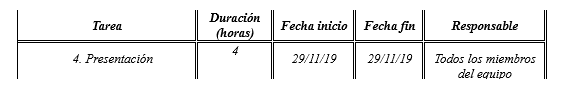 Tarea Duración (horas) Fecha inicio Fecha fin Responsable
4. Presentación 4 29/11/19 29/11/19 Todos los miembros del equipo